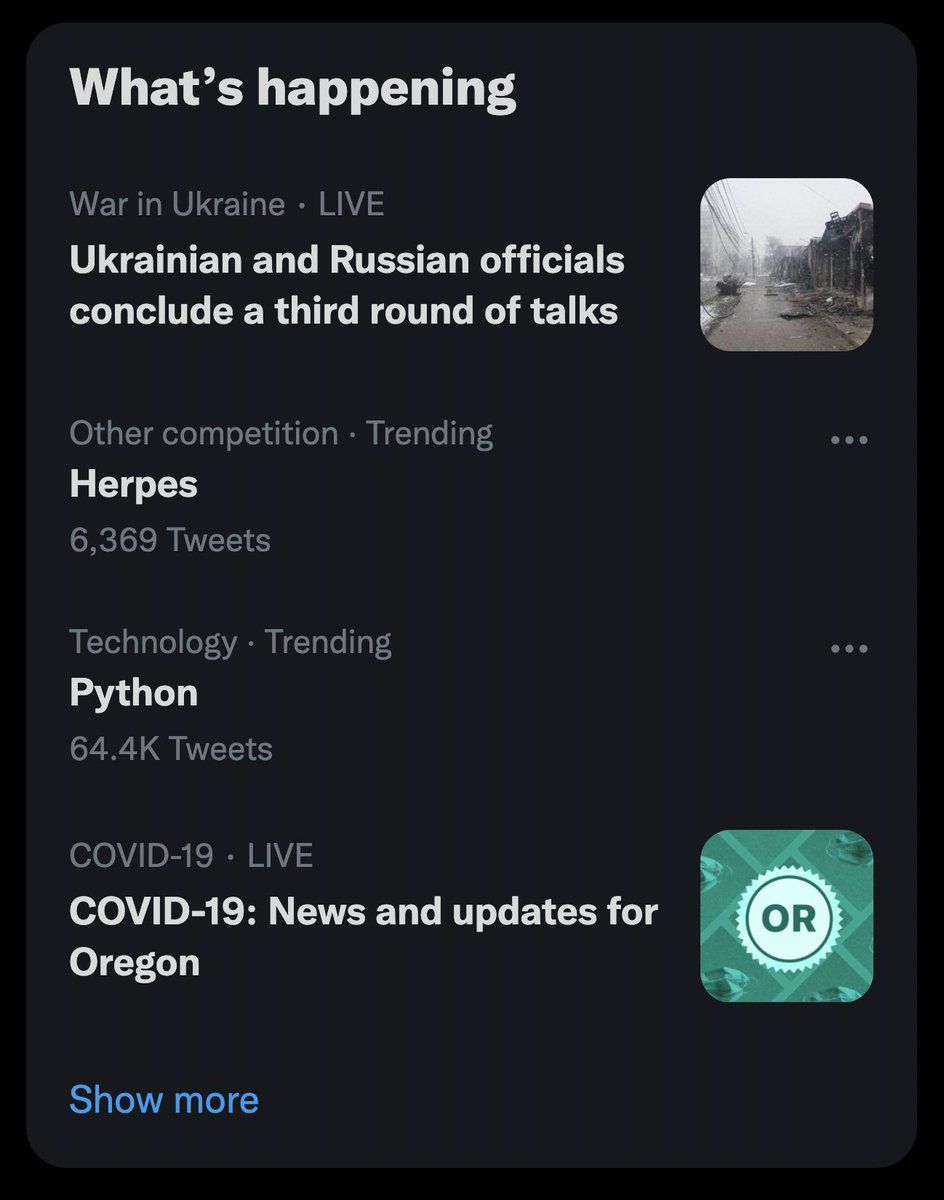 What’s happening
War in Ukraine · LIVE
Ukrainian and Russian officials
conclude a third round of talks
Other competition · Trending
Herpes
6,369 Tweets
Technology · Trending
Python
64.4K Tweets
COVID-19 · LIVE
COVID-19: News and updates for
Oregon
OR
Show more